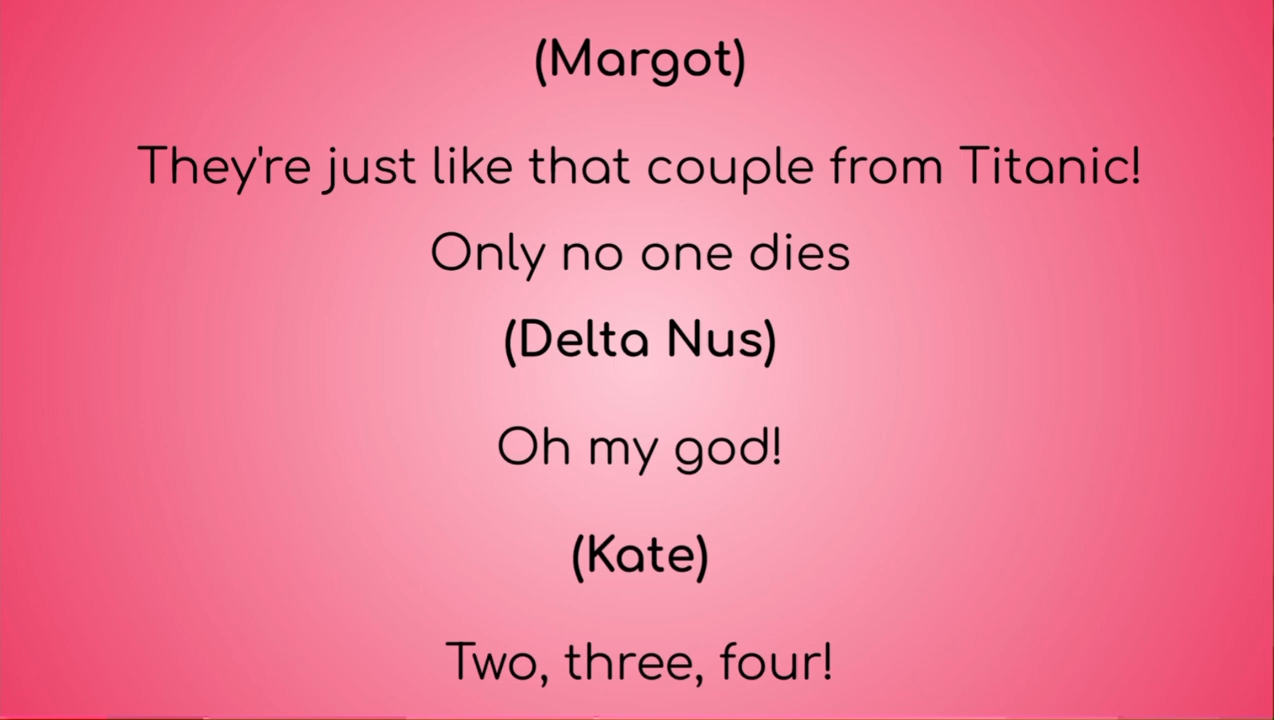 (Margot)
They're just like that couple from Titanic!
Only no one dies
(Delta Nus)
Oh my god!
(Kate)
Two, three, four!